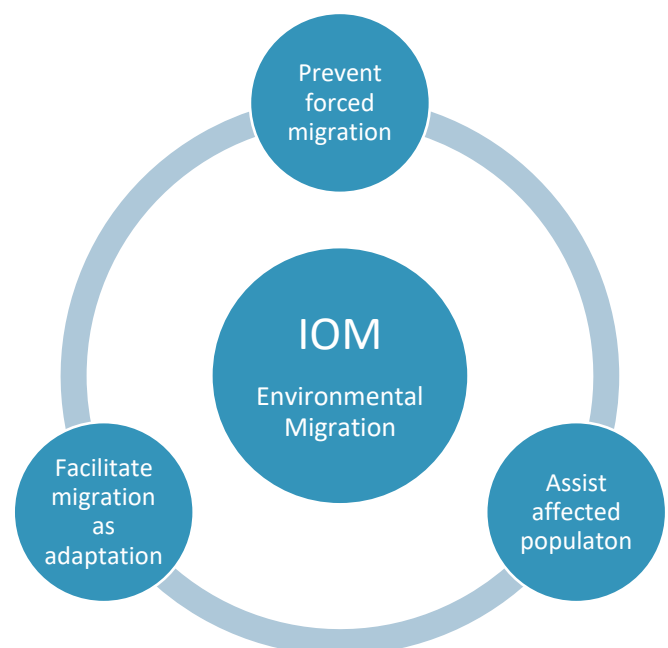 Prevent
forced
migration
IOM
Environmental
Migration
Facilitate
migration
as
adaptation
Assist
affected
populaton